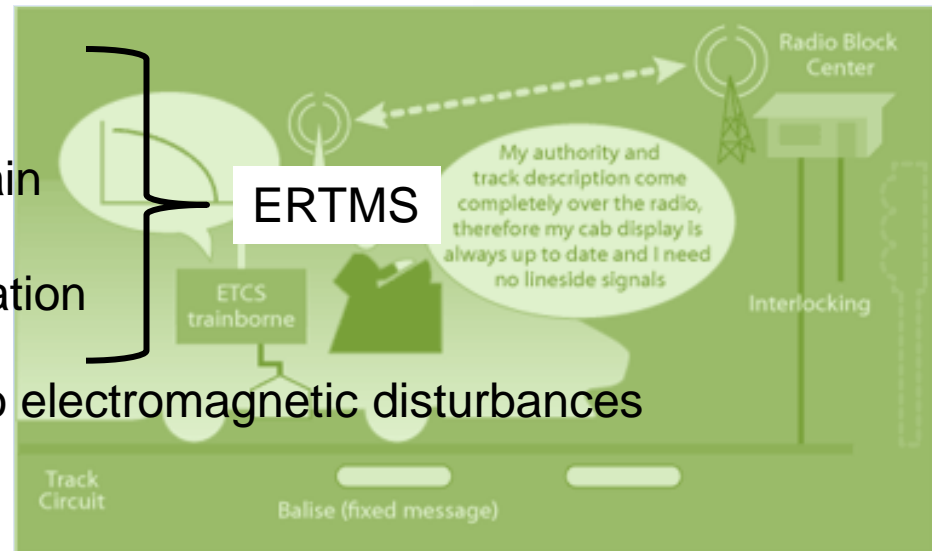 Radio Block
Center
My authority and
track description come
completely over the radio,
therefore my cab display is
always up to date and I need
no lineside signals
ERTMS
ETCS
trainborne
Interlocking
electromagnetic disturbances
Track
Circuit
Balise (fixed message)